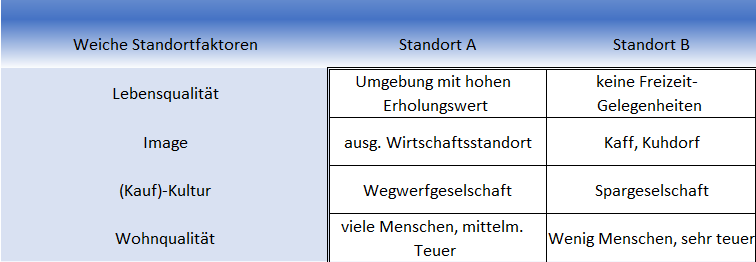 Weiche Standortfaktoren Standort A Standort B
Lebensqualität Umgebung mit hohen Erholungswert keine Freizeit-Gelegenheiten
Image ausg. Wirtschaftsstandort Kaff, Kuhdorf
(Kauf)-Kultur Wegwerfgeselschaft Spargeselschaft
Wohnqualität viele Menschen, mittelm. Teuer Wenig Menschen, sehr teuer